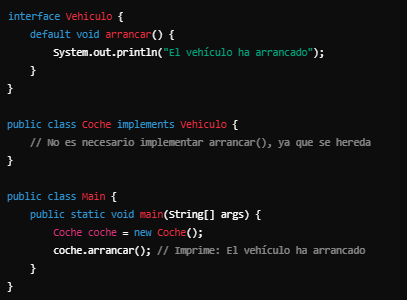 interface Vehiculo {
    default void arrancar() {
        System.out.println("El vehículo ha arrancado");
    }
}

public class Coche implements Vehiculo {
    // No es necesario implementar arrancar(), ya que se hereda
}

public class Main {
    public static void main(String[] args) {
        Coche coche = new Coche();
        coche.arrancar(); // Imprime: El vehículo ha arrancado
    }
}